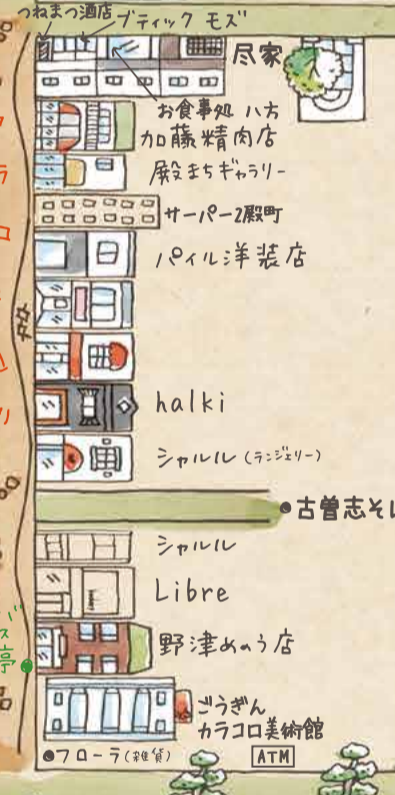 つねまつ酒店
ブティック モズ
尽家
お食事処 八方
加藤精肉店
殿まちギャラリー
サーパー2殿町
パイル洋装店
halki
シャルル (ランジェリー)
古曽志そ
シャルル
Libre
野津めのう店
ごうぎん
カラコロ美術館
●フローラ(雑貨)
ATM